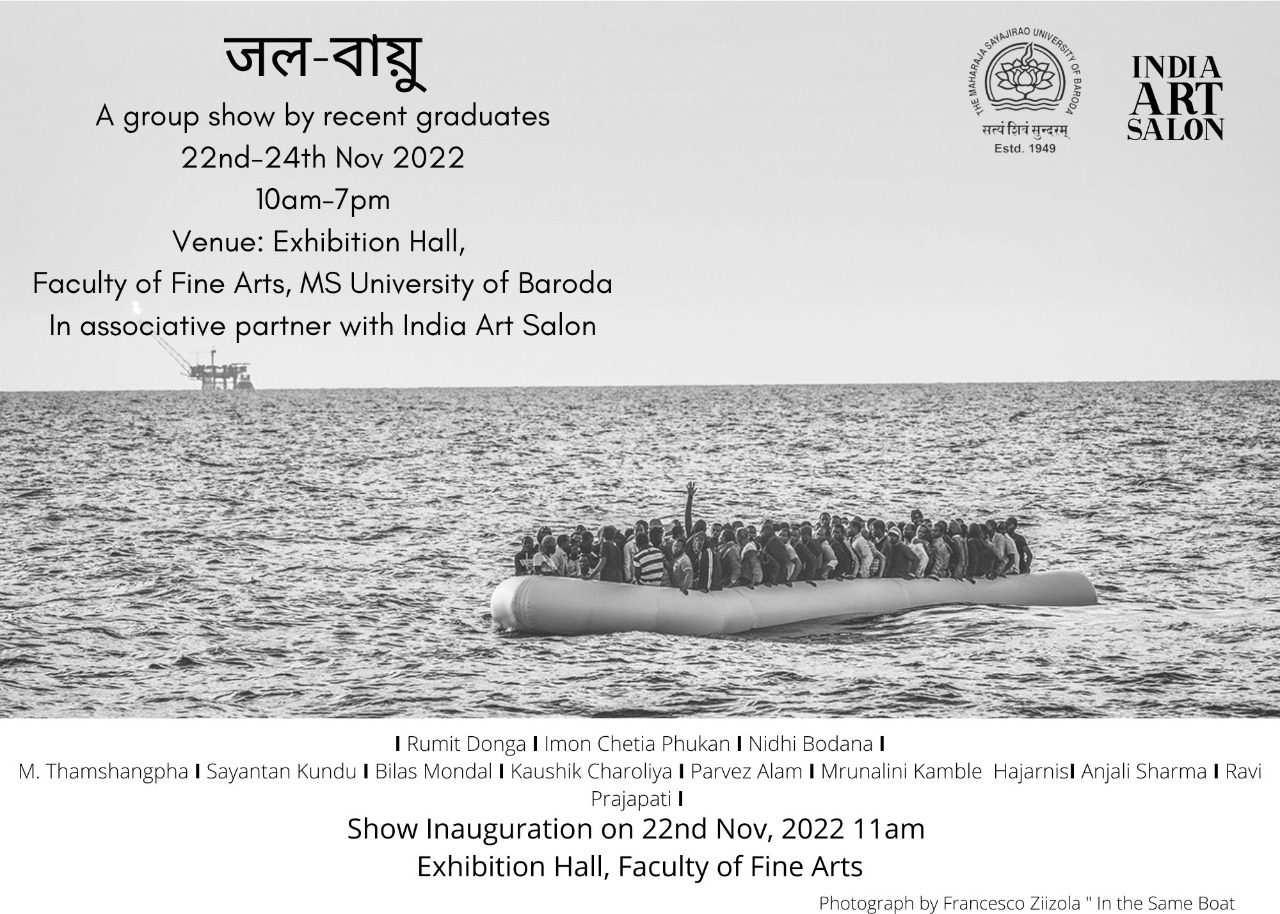 जल-বায়ু
A group show by recent graduates
22nd-24th Nov 2022
10am-7pm
Venue: Exhibition Hall,
Faculty of Fine Arts, MS University of Baroda
In associative partner with India Art Salon
THE MAHARAJA SAYAJIRAO UNIVERSITY OF BARODA
सत्यं शिवं सुन्दरम्
Estd. 1949
INDIA
ART
SALON
I Rumit Donga I Imon Chetia Phukan I Nidhi Bodana I
M. Thamshangpha I Sayantan Kundu I Bilas Mondal I Kaushik Charoliya I Parvez Alam I Mrunalini Kamble Hajarnis I Anjali Sharma I Ravi
Prajapati I
Show Inauguration on 22nd Nov, 2022 11am
Exhibition Hall, Faculty of Fine Arts
Photograph by Francesco Ziizola " In the Same Boat